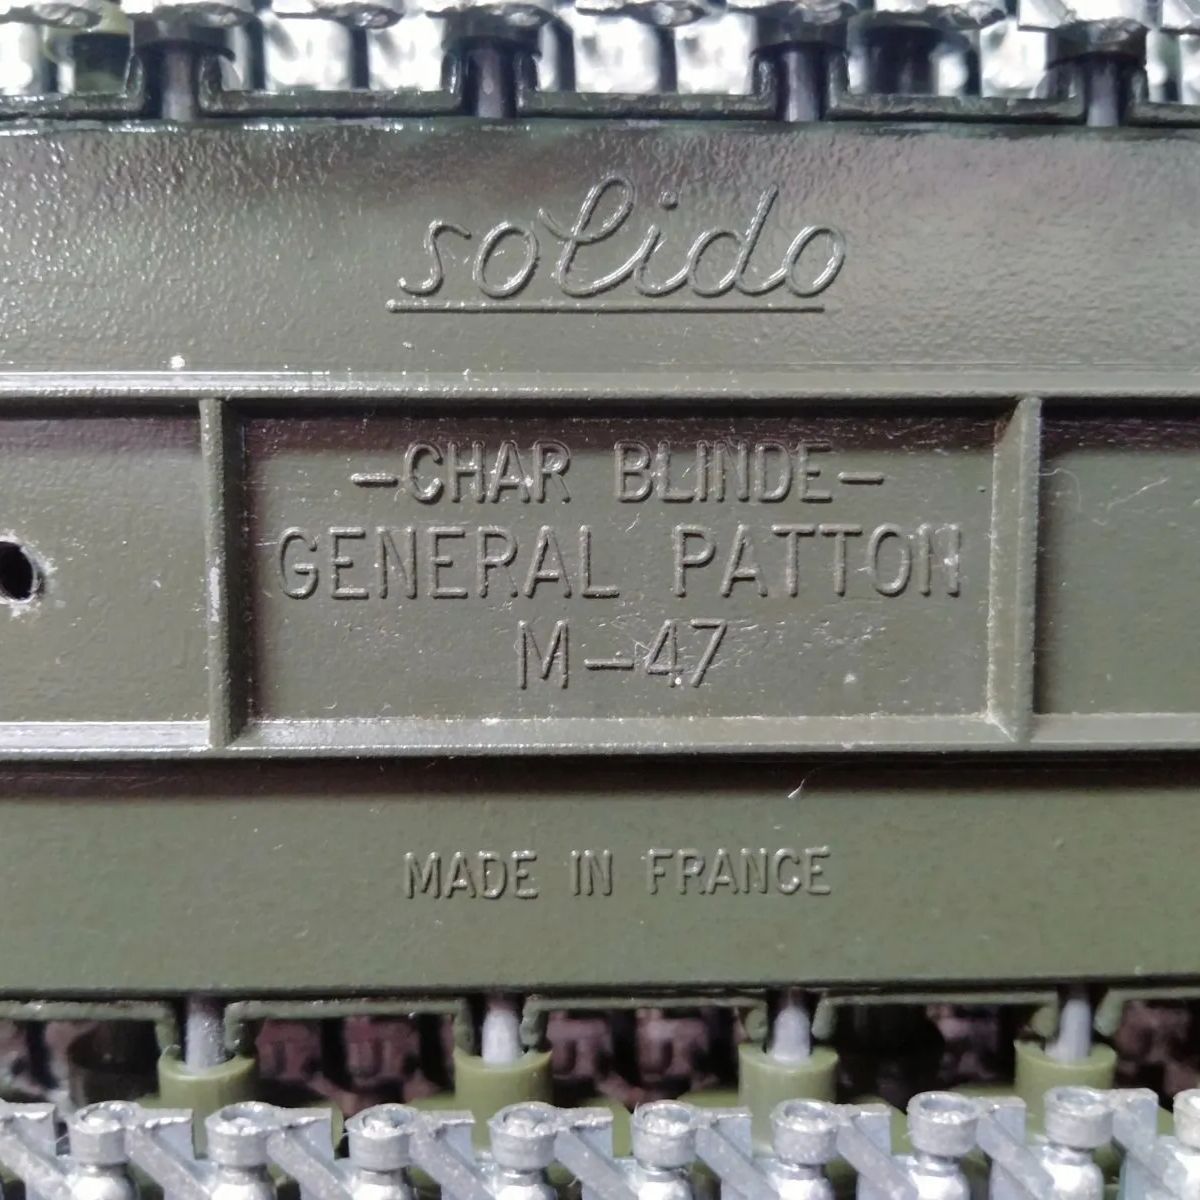 solido
-CHAR BLINDE-
GENERAL PATTON
M-47
MADE IN FRANCE